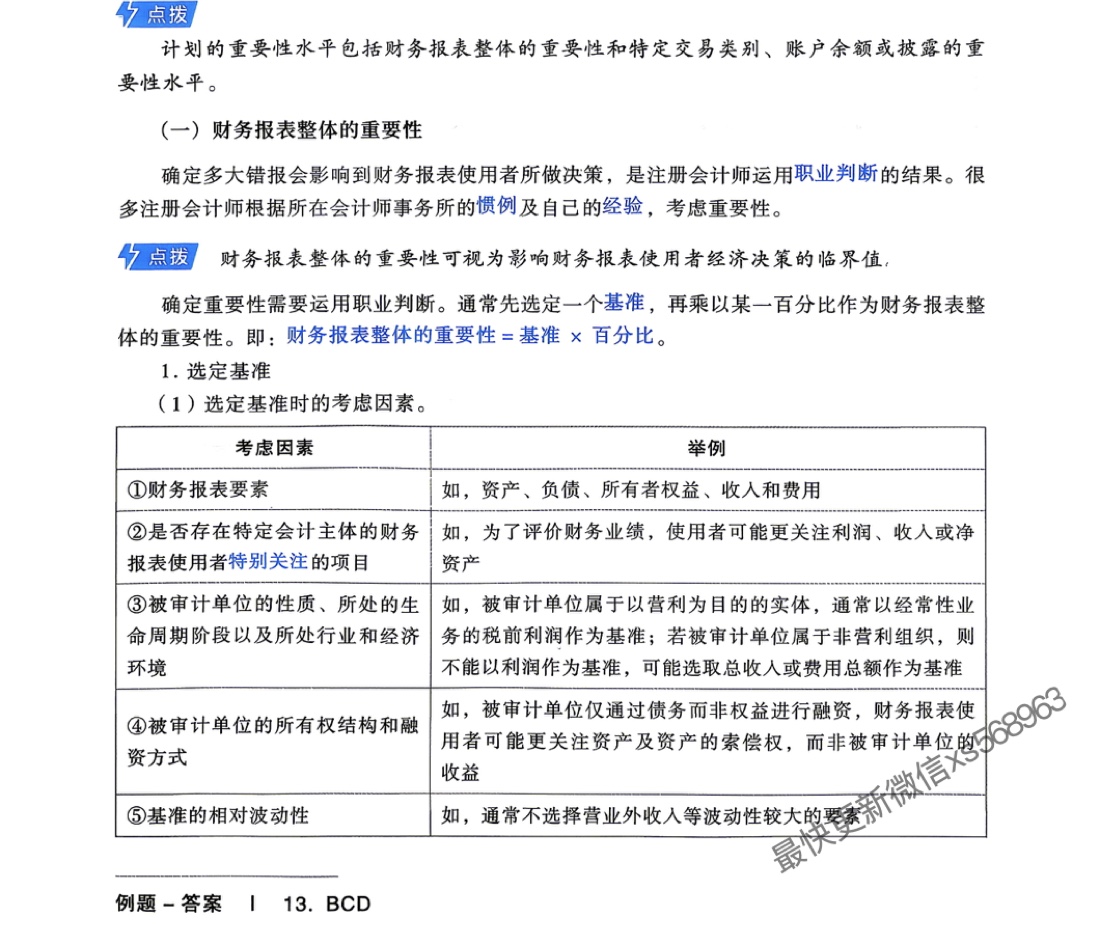 点拨
计划的重要性水平包括财务报表整体的重要性和特定交易类别、账户余额或披露的重
要性水平。
(一)财务报表整体的重要性
确定多大错报会影响到财务报表使用者所做决策，是注册会计师运用职业判断的结果。很
多注册会计师根据所在会计师事务所的惯例及自己的经验，考虑重要性。
点拨 财务报表整体的重要性可视为影响财务报表使用者经济决策的临界值。
确定重要性需要运用职业判断。通常先选定一个基准，再乘以某一百分比作为财务报表整
体的重要性。即：财务报表整体的重要性 = 基准 × 百分比。
1. 选定基准
(1)选定基准时的考虑因素。
考虑因素 举例
①财务报表要素 如，资产、负债、所有者权益、收入和费用
②是否存在特定会计主体的财务
报表使用者特别关注的项目
如，为了评价财务业绩，使用者可能更关注利润、收入或净
资产
③被审计单位的性质、所处的生
命周期阶段以及所处行业和经济
环境
如，被审计单位属于以营利为目的的实体，通常以经常性业
务的税前利润作为基准；若被审计单位属于非营利组织，则
不能以利润作为基准，可能选取总收入或费用总额作为基准
④被审计单位的所有权结构和融
资方式
如，被审计单位仅通过债务而非权益进行融资，财务报表使
用者可能更关注资产及资产的索偿权，而非被审计单位的
收益
⑤基准的相对波动性 如，通常不选择营业外收入等波动性较大的要素
最快更新微信xs568963
例题 – 答案 | 13. BCD